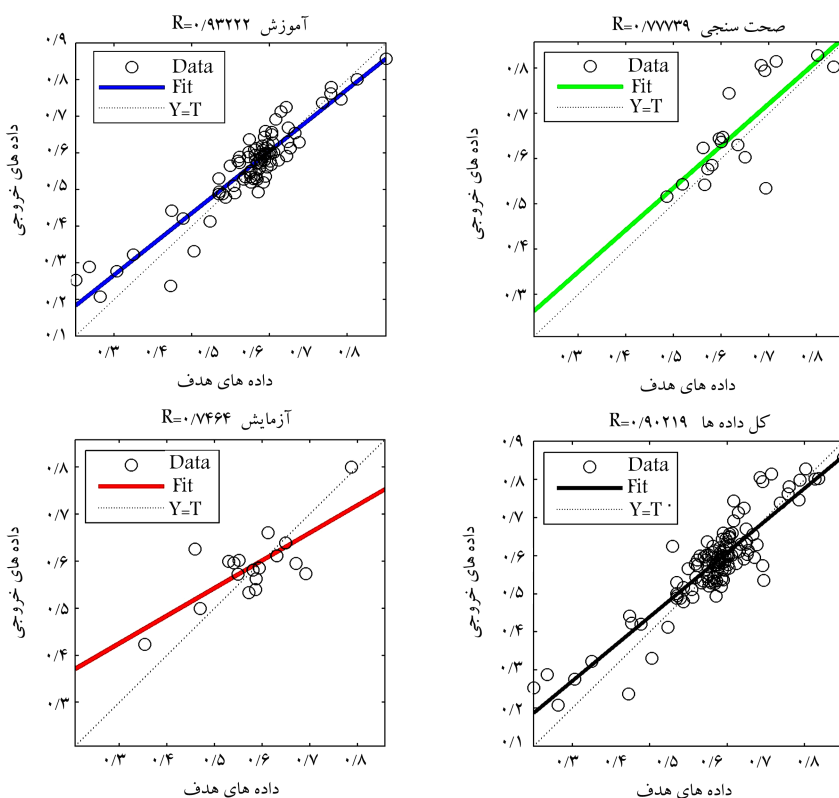 آموزش R=۰/۹۳۲۲۲
Data
Fit
Y=T
داده های خروجی
۰/۹
۰/۸
۰/۷
۰/۶
۰/۵
۰/۴
۰/۳
۰/۲
۰/۱
۰/۳ ۰/۴ ۰/۵ ۰/۶ ۰/۷ ۰/۸
داده های هدف
صحت سنجی R=۰/۷۷۷۳۹
Data
Fit
Y=T
داده های خروجی
۰/۸
۰/۷
۰/۶
۰/۵
۰/۴
۰/۳
۰/۳ ۰/۴ ۰/۵ ۰/۶ ۰/۷ ۰/۸
داده های هدف
آزمایش R=۰/۷۴۶۴
Data
Fit
Y=T
داده های خروجی
۰/۸
۰/۷
۰/۶
۰/۵
۰/۴
۰/۳
۰/۳ ۰/۴ ۰/۵ ۰/۶ ۰/۷ ۰/۸
داده های هدف
کل داده ها R=۰/۹۰۲۱۹
Data
Fit
Y=T
داده های خروجی
۰/۹
۰/۸
۰/۷
۰/۶
۰/۵
۰/۴
۰/۳
۰/۲
۰/۱
۰/۳ ۰/۴ ۰/۵ ۰/۶ ۰/۷ ۰/۸
داده های هدف